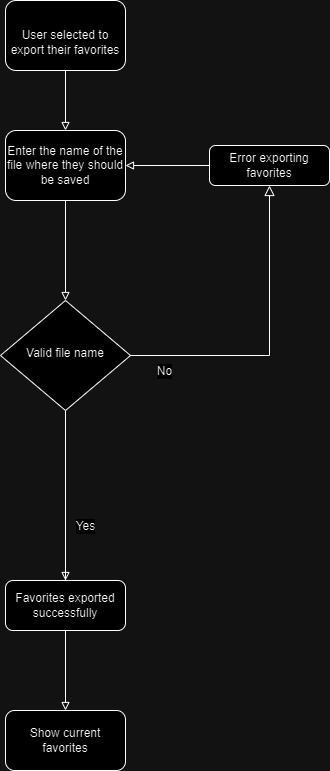 User selected to
export their favorites
Enter the name of the
file where they should
be saved
Error exporting
favorites
Valid file name
No
Yes
Favorites exported
successfully
Show current
favorites